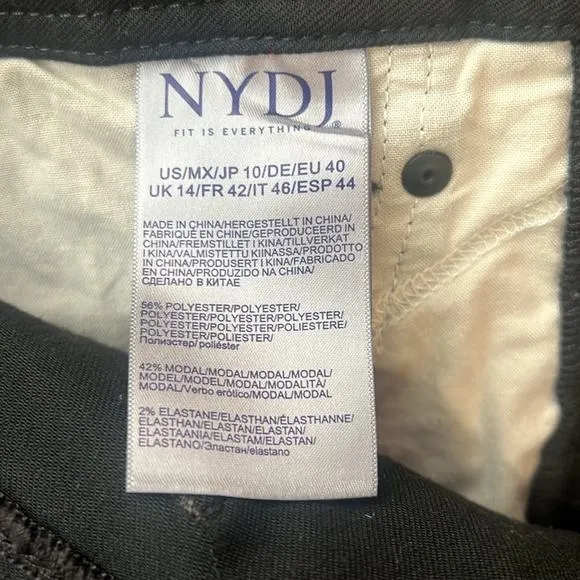 NYDJ
®
FIT IS EVERYTHING
US/MX/JP 10/DE/EU 40
UK 14/FR 42/IT 46/ESP 44
MADE IN CHINA/HERGESTELLT IN CHINA/
FABRIQUÉ EN CHINE/GEPRODUCEERD IN
CHINA/FREMSTILLET I KINA/TILLVERKAT
I KINA/VALMISTETTU KIINASSA/PRODOTTO
IN CHINA/PRODUSERT I KINA/FABRICADO
EN CHINA/PRODUZIDO NA CHINA/
СДЕЛАНО В КИТАЕ
56% POLYESTER/POLYESTER/
POLYESTER/POLYESTER/POLYESTER/
POLYESTER/POLYESTER/POLIESTERE/
POLYESTER/POLIESTER/
Полиэстер/ poliéster
42% MODAL/MODAL/MODAL/MODAL/
MODEL/MODEL/MODAL/MODALITÀ/
MODAL/Verbo erótico/MODAL/MODAL
2% ELASTANE/ELASTHAN/ÉLASTHANNE/
ELASTHAN/ELASTAN/ELASTAN/
ELASTAANIA/ELASTAM/ELASTAN/
ELASTANO/Эластан/elastano